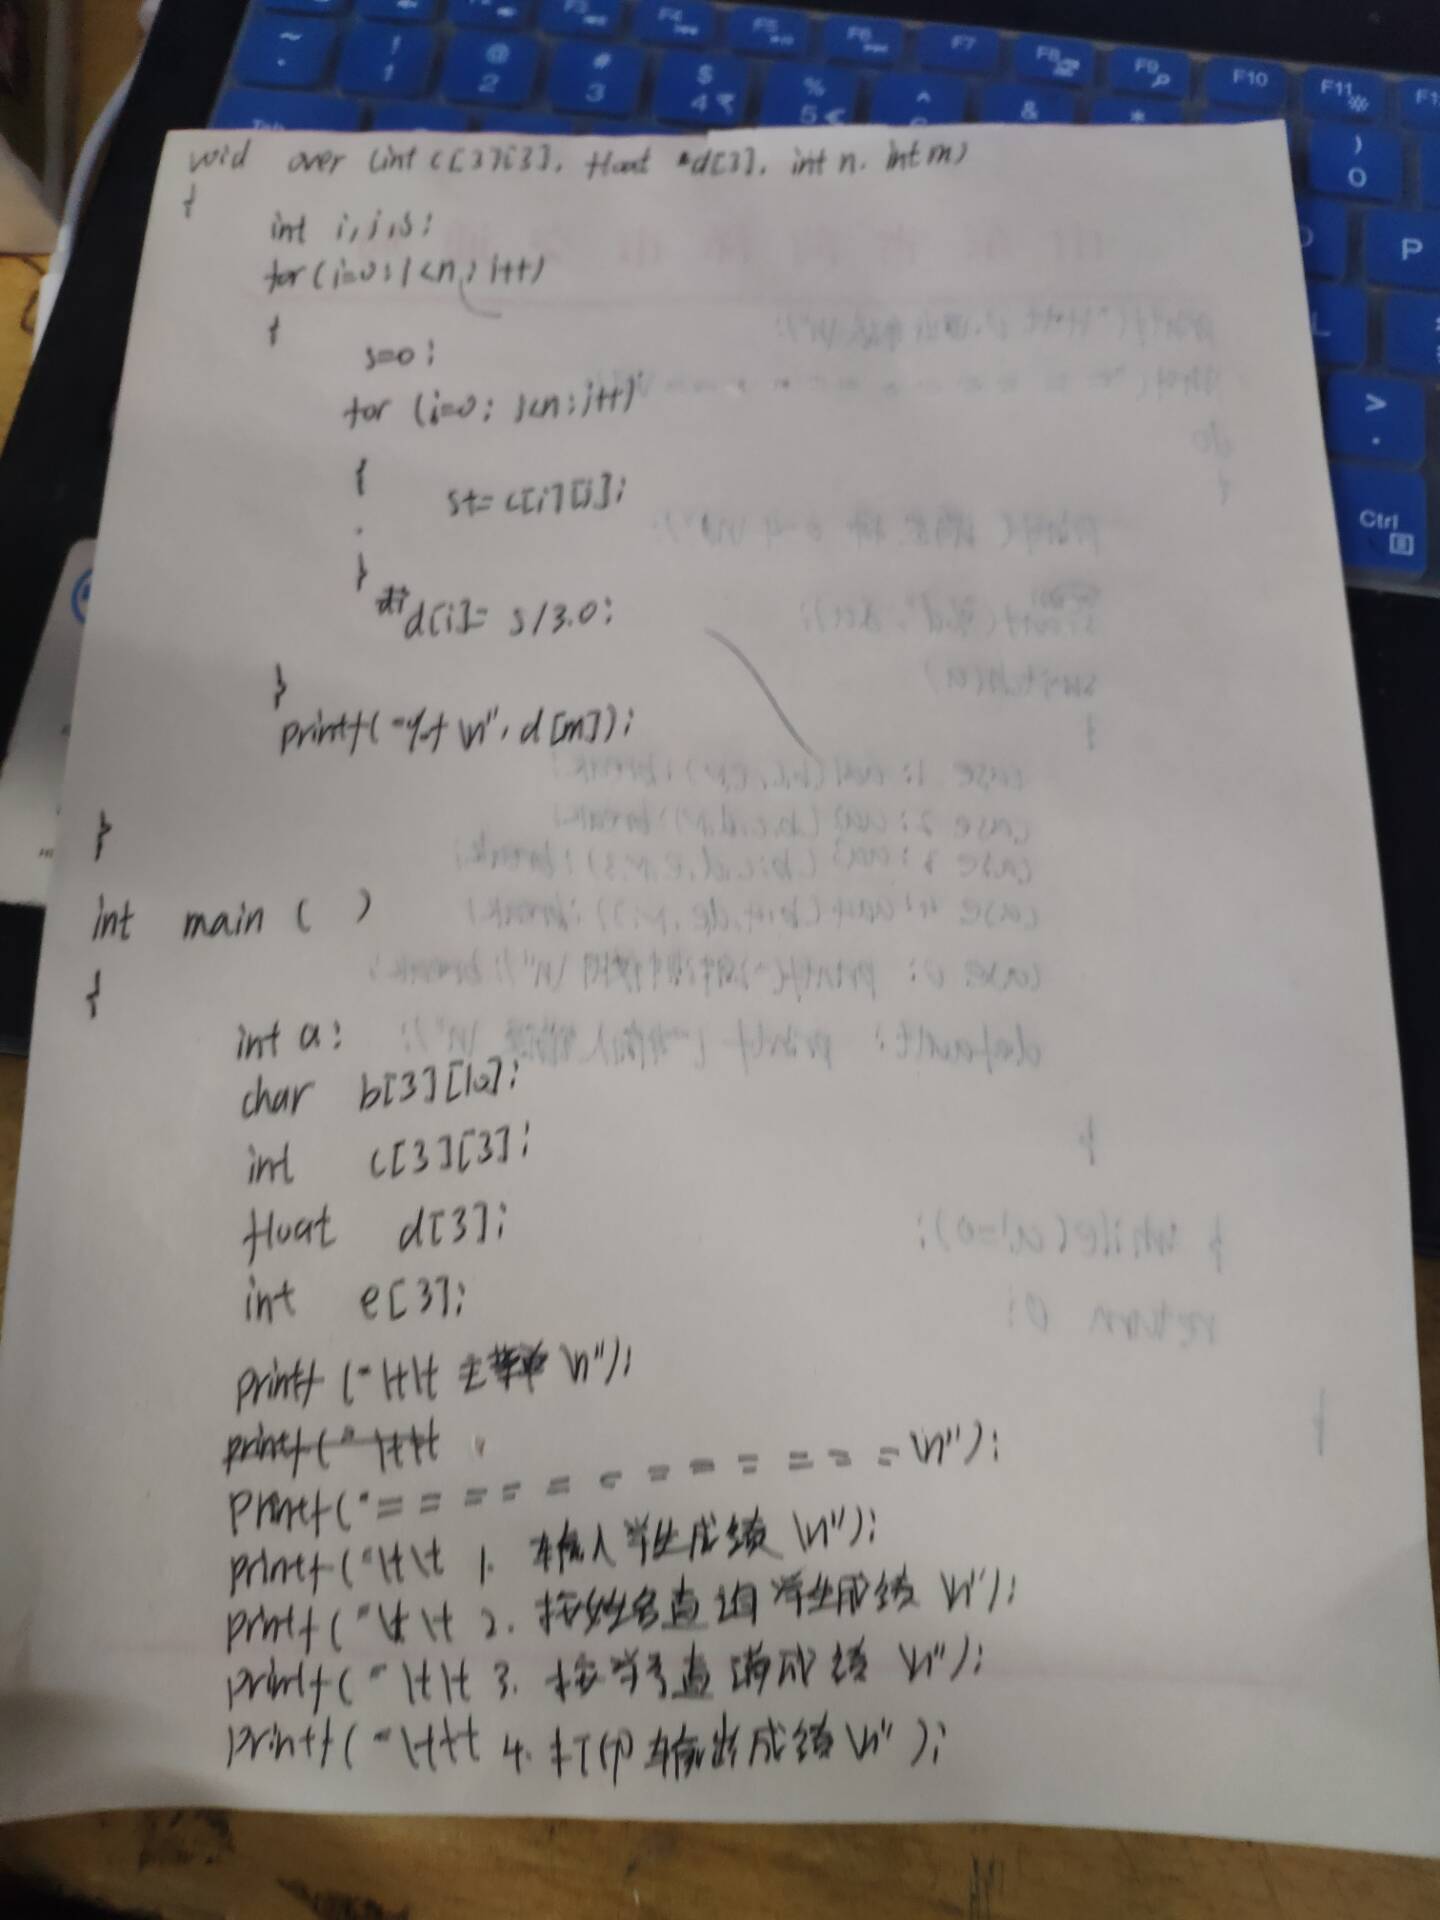 void over (int c[3][3], float *d[3], int n, int m)
{
int i,j,s;
for(i=0;i<n;i++)
{
s=0;
for (j=0; j<n;j++)
{
s+= c[i][j];
}
d[i]= s/3.0;
}
printf("%f \n", d[m]);
}
int main ( )
{
int a;
char b[3][10];
int c[3][3];
float d[3];
int e[3];
printf ("\t\t 主菜单 \n");
printf("\t\t
printf("============\n");
printf("\t\t 1. 输入学生成绩 \n");
printf("\t\t 2. 按姓名查询学生成绩 \n");
printf("\t\t 3. 按学号查询成绩 \n");
printf("\t\t 4. 打印输出成绩 \n");